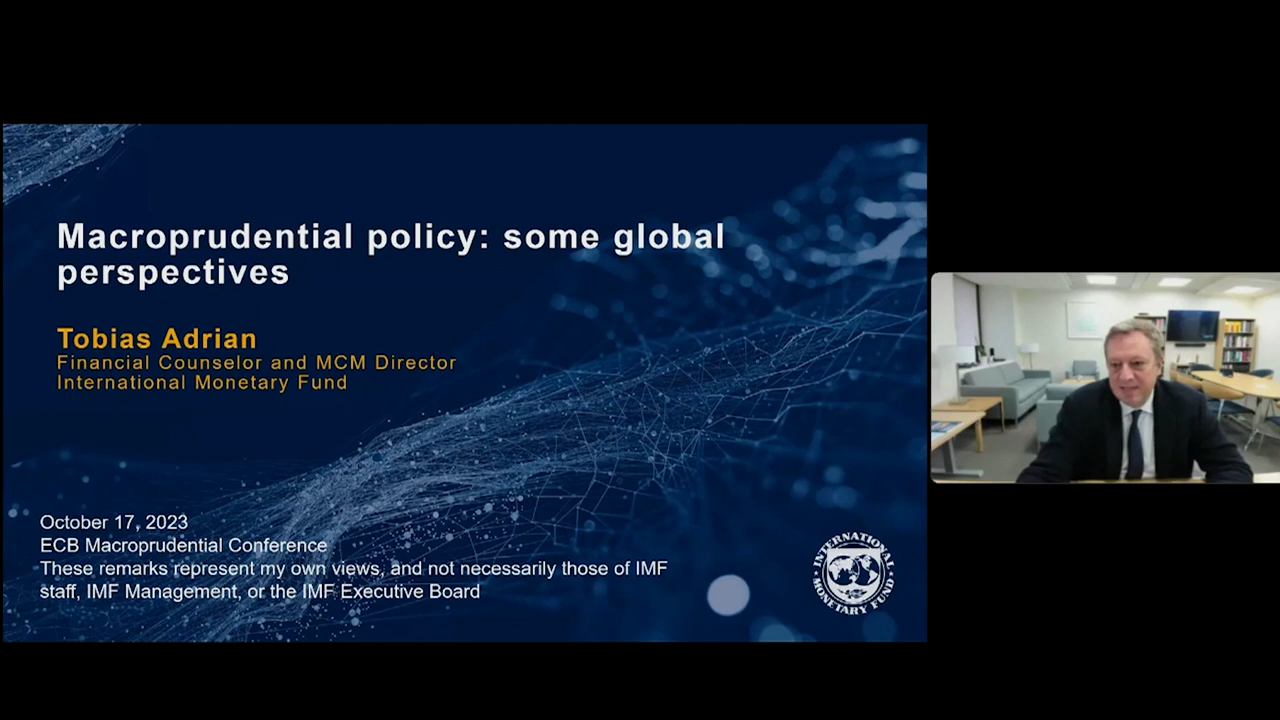 Macroprudential policy: some global
perspectives
Tobias Adrian
Financial Counselor and MCM Director
International Monetary Fund
October 17, 2023
ECB Macroprudential Conference
These remarks represent my own views, and not necessarily those of IMF
staff, IMF Management, or the IMF Executive Board
INTERNATIONAL
MONETARY FUND